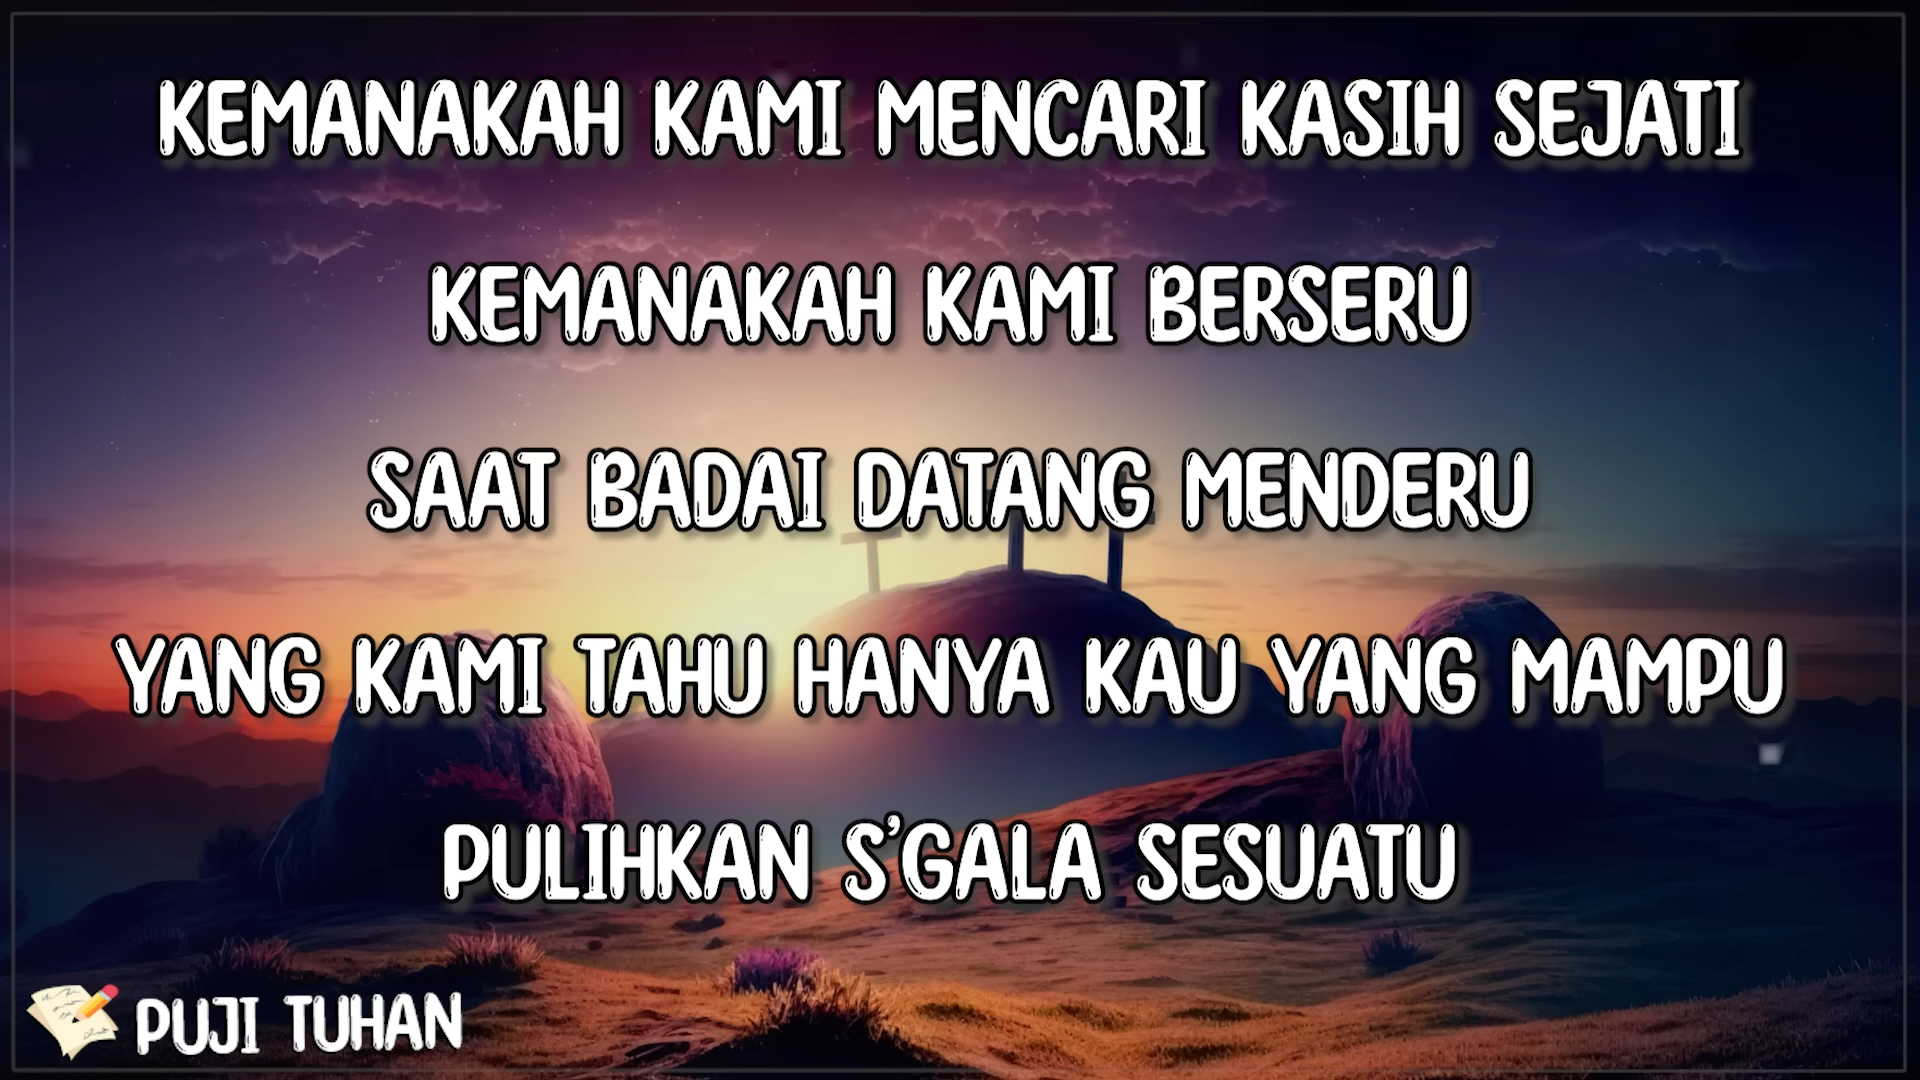 KEMANAKAH KAMI MENCARI KASIH SEJATI
KEMANAKAH KAMI BERSERU
SAAT BADAI DATANG MENDERU
YANG KAMI TAHU HANYA KAU YANG MAMPU
PULIHKAN S'GALA SESUATU
PUJI TUHAN